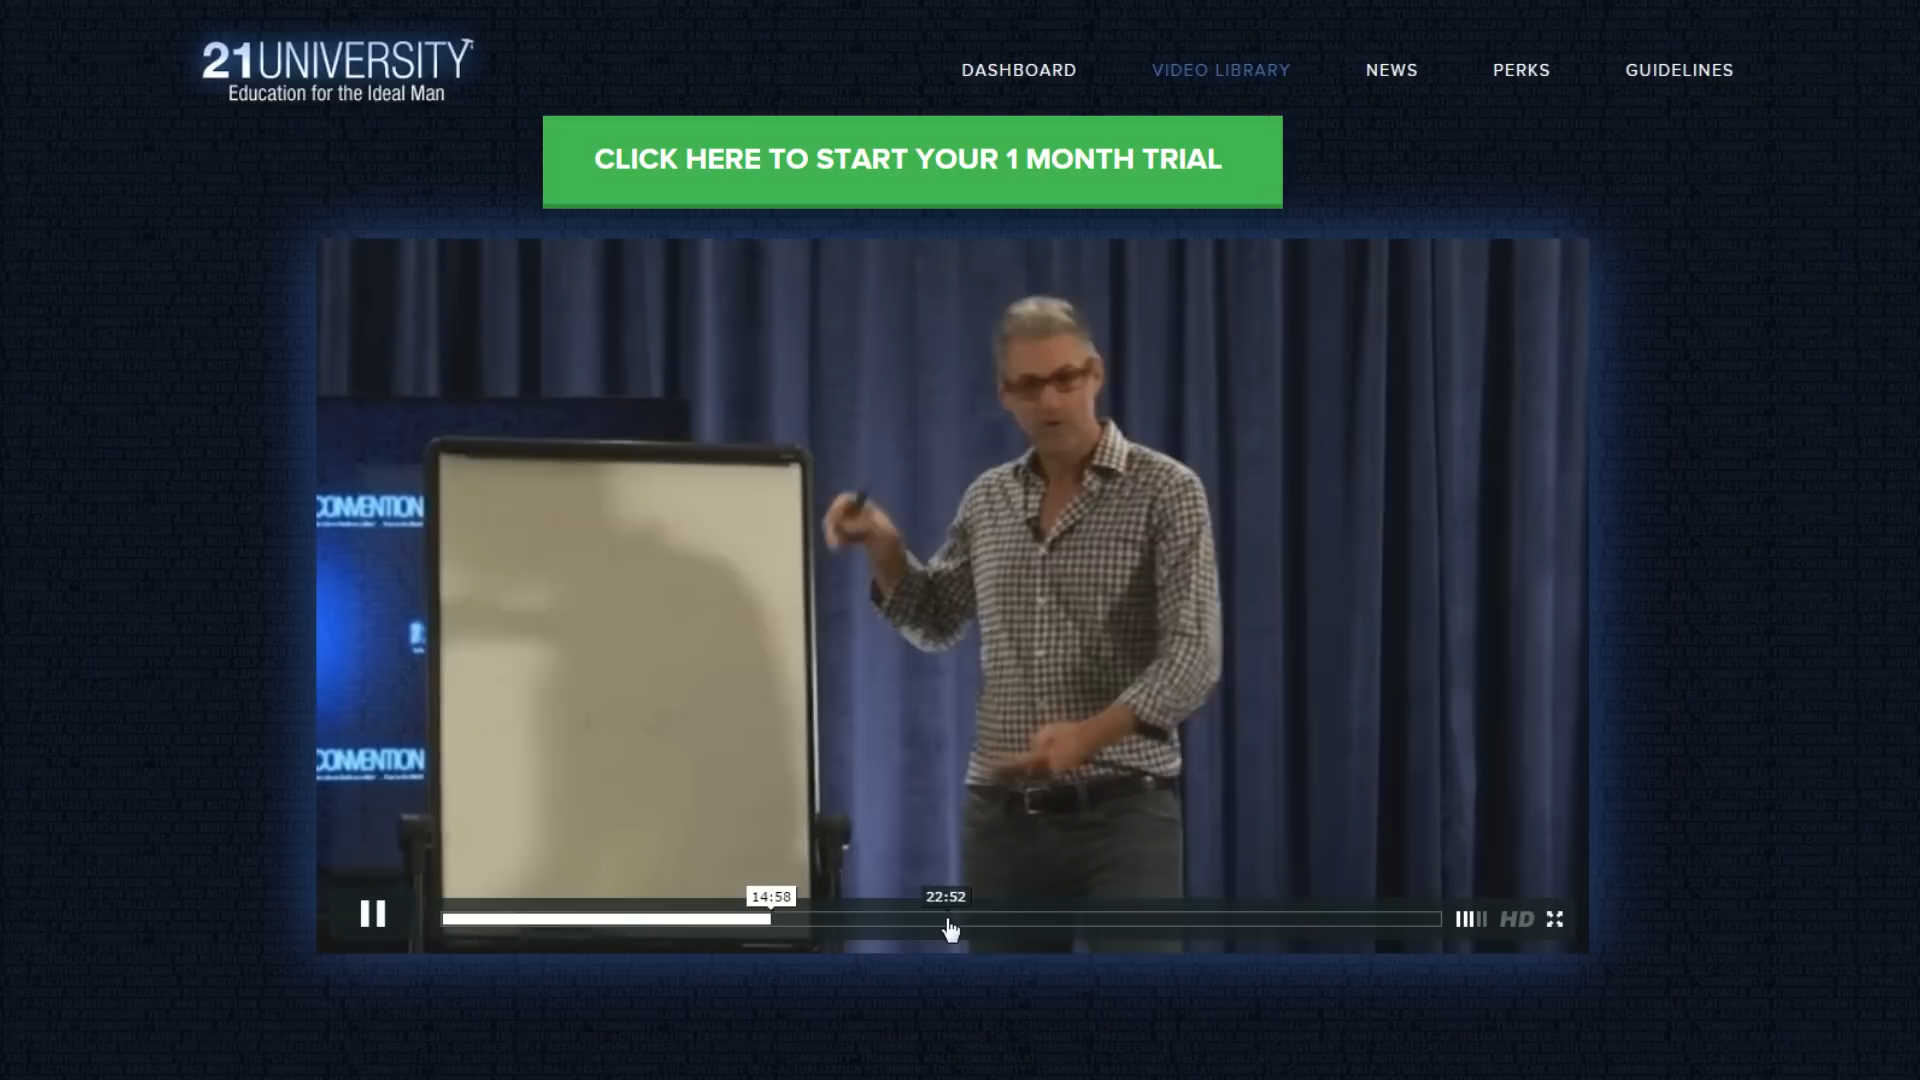 21UNIVERSITY
Education for the Ideal Man
DASHBOARD
VIDEO LIBRARY
NEWS
PERKS
GUIDELINES
CLICK HERE TO START YOUR 1 MONTH TRIAL
CONVENTION
CONVENTION
14:58
22:52
HD